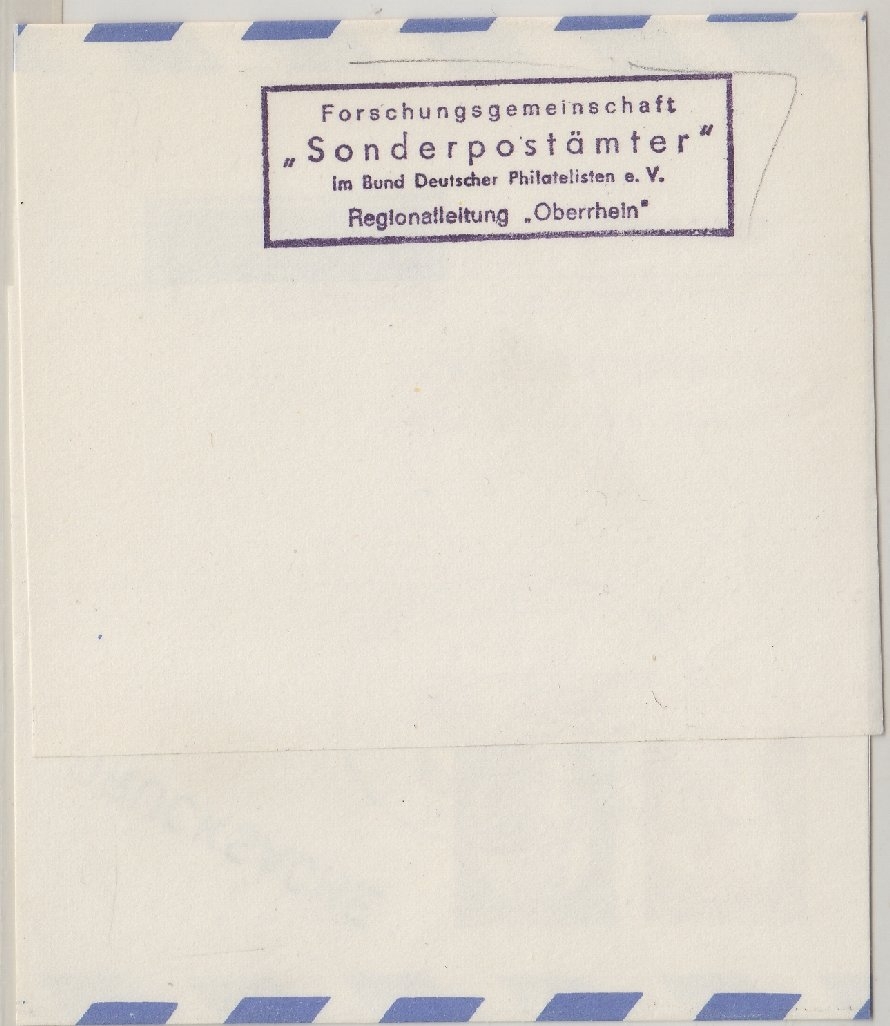 Forschungsgemeinschaft
„Sonderpostämter"
im Bund Deutscher Philatelisten e. V.
Regionalleitung „Oberrhein"